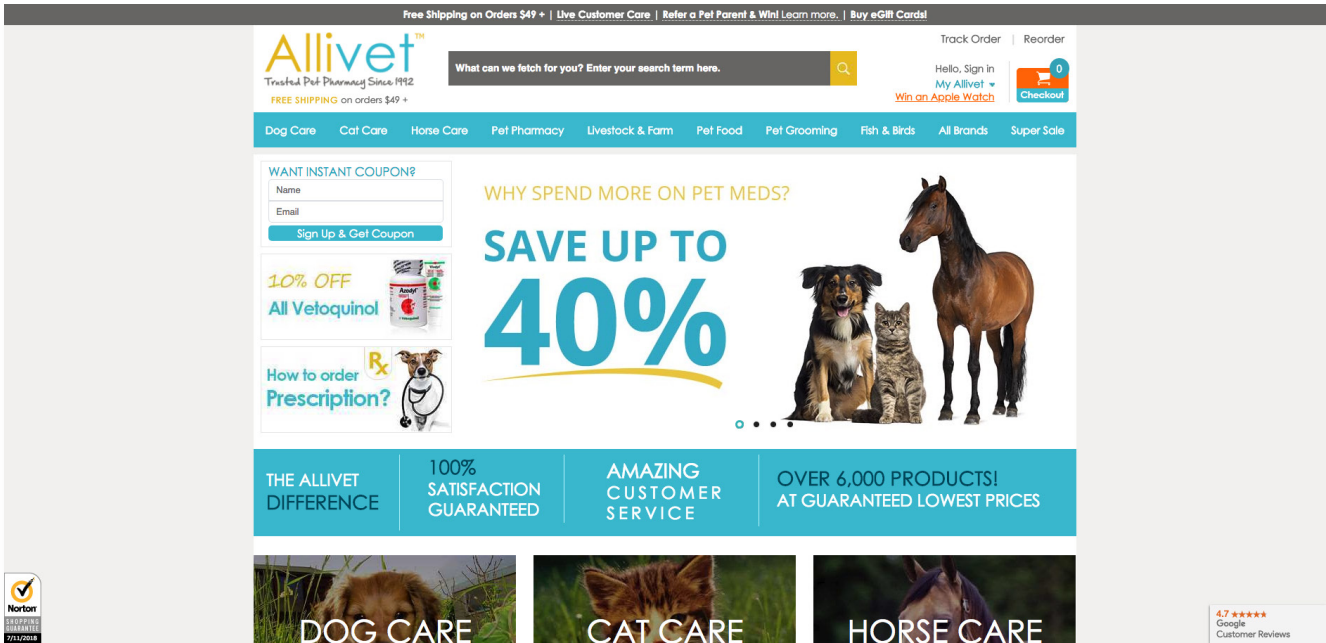 Free Shipping on Orders $49 + | Live Customer Care | Refer a Pet Parent & Win! Learn more. | Buy eGift Cards!
Allivet™
Trusted Pet Pharmacy Since 1992
FREE SHIPPING on orders $49 +
What can we fetch for you? Enter your search term here.
Track Order | Reorder
Hello, Sign in
My Allivet
Win an Apple Watch
0
Checkout
Dog Care Cat Care Horse Care Pet Pharmacy Livestock & Farm Pet Food Pet Grooming Fish & Birds All Brands Super Sale
WANT INSTANT COUPON?
Name
Email
Sign Up & Get Coupon
10% OFF
All Vetoquinol
Azodyl
Vetoquinol
How to order
Rx
Prescription?
WHY SPEND MORE ON PET MEDS?
SAVE UP TO
40%
THE ALLIVET
DIFFERENCE
100%
SATISFACTION
GUARANTEED
AMAZING
CUSTOMER
SERVICE
OVER 6,000 PRODUCTS!
AT GUARANTEED LOWEST PRICES
DOG CARE
CAT CARE
HORSE CARE
Norton
SHOPPING
GUARANTEE
7/11/2018
4.7 ★★★★★
Google
Customer Reviews